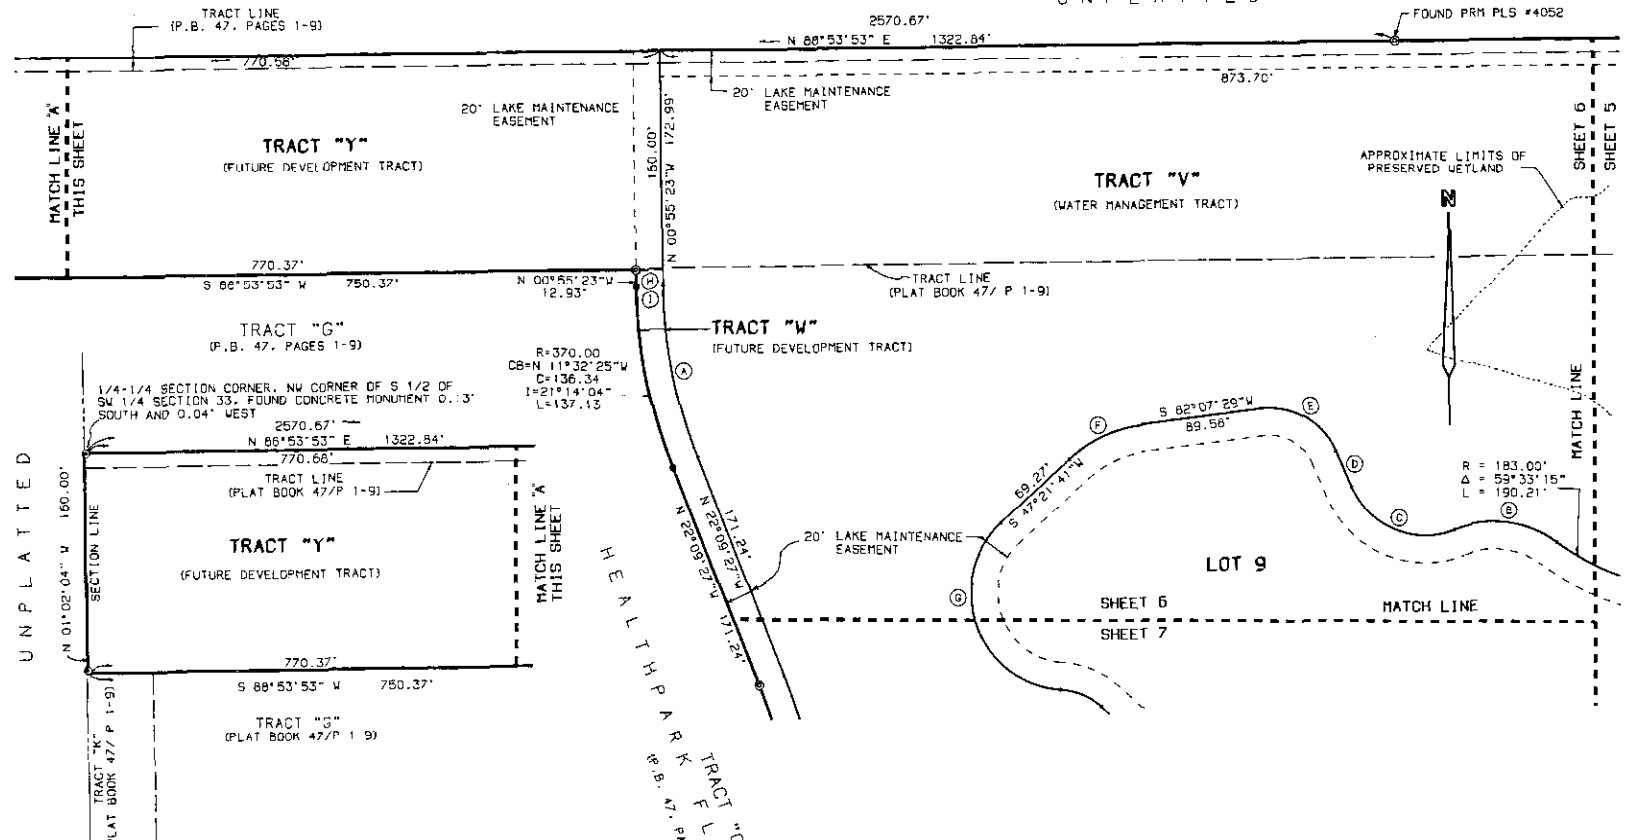 TRACT LINE
(P.B. 47, PAGES 1-9)
2570.67'
N 88°53'53" E 1322.84'
FOUND PRM PLS #4052
770.58'
873.70'
20' LAKE MAINTENANCE
EASEMENT
20' LAKE MAINTENANCE
EASEMENT
MATCH LINE "A"
THIS SHEET
TRACT "Y"
(FUTURE DEVELOPMENT TRACT)
150.00'
N 00°55'23"W 172.99'
TRACT "V"
(WATER MANAGEMENT TRACT)
APPROXIMATE LIMITS OF
PRESERVED WETLAND
SHEET 6
SHEET 5
N
770.37'
S 86°53'53" W 750.37'
N 00°55'23"W
12.93'
H
I
TRACT LINE
(PLAT BOOK 47/ P 1-9)
TRACT "G"
(P.B. 47, PAGES 1-9)
TRACT "W"
(FUTURE DEVELOPMENT TRACT)
R=370.00
CB=N 11°32'25"W
C=136.34
I=21°14'04"
L=137.13
A
1/4-1/4 SECTION CORNER, NW CORNER OF S 1/2 OF
SW 1/4 SECTION 33. FOUND CONCRETE MONUMENT
SOUTH AND 0.04' WEST
2570.67'
N 86°53'53" E 1322.84'
770.68'
TRACT LINE
(PLAT BOOK 47/P 1-9)
UNPLATTED
N 01°02'04" W 160.00'
SECTION LINE
TRACT "Y"
(FUTURE DEVELOPMENT TRACT)
MATCH LINE "A"
THIS SHEET
770.37'
S 88°53'53" W 750.37'
TRACT "G"
(PLAT BOOK 47/P 1 9)
TRACT "K"
PLAT BOOK 47/ P 1-9)
N 22°09'27"W 171.24'
171.24'
N 22°09'27"W
20' LAKE MAINTENANCE
EASEMENT
S 82°07'29"W
89.58'
69.27'
S 47°21'41"W
E
F
D
C
B
G
R = 183.00'
Δ = 59°33'15"
L = 190.21'
MATCH LINE
LOT 9
SHEET 6
MATCH LINE
SHEET 7
HEALTHPARK FL
TRACT
(P.B. 47,